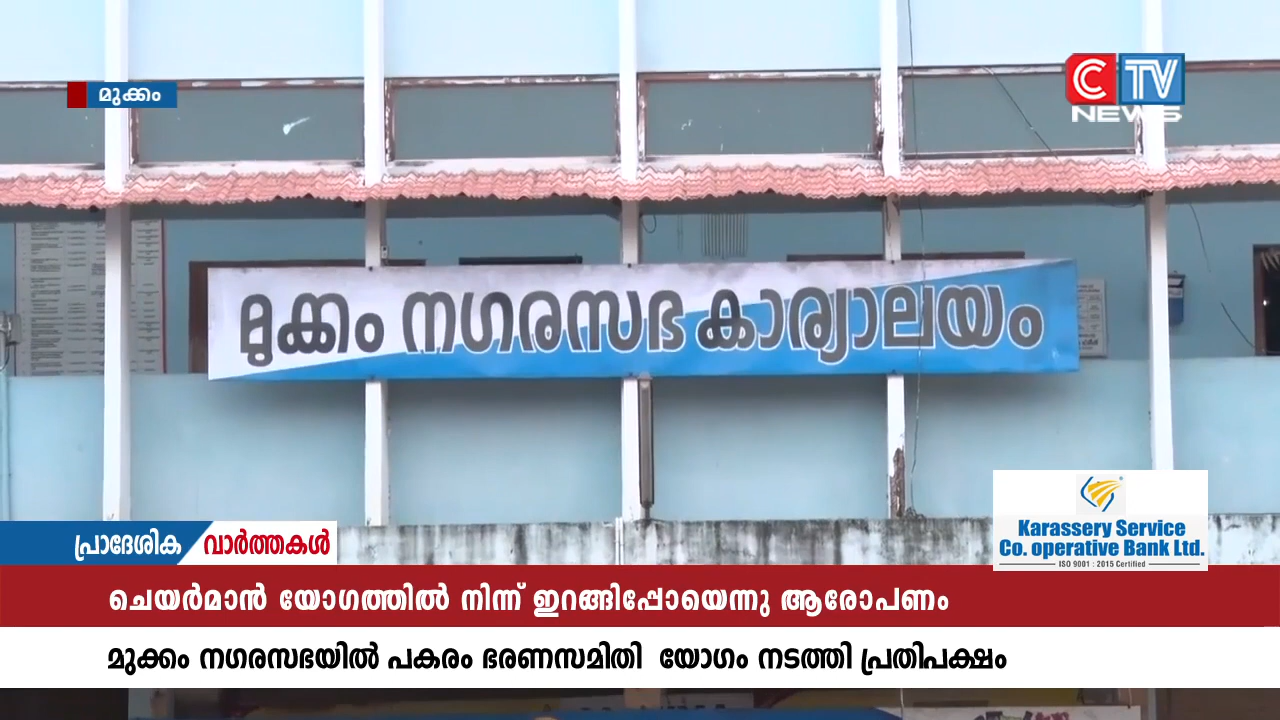 മുക്കം
CTV
NEWS
മുക്കം നഗരസഭ കാര്യാലയം
Karassery Service
Co. operative Bank Ltd.
ISO 9001 : 2015 Certified
പ്രാദേശിക വാർത്തകൾ
ചെയർമാൻ യോഗത്തിൽ നിന്ന് ഇറങ്ങിപ്പോയെന്നു ആരോപണം
മുക്കം നഗരസഭയിൽ പകരം ഭരണസമിതി യോഗം നടത്തി പ്രതിപക്ഷം